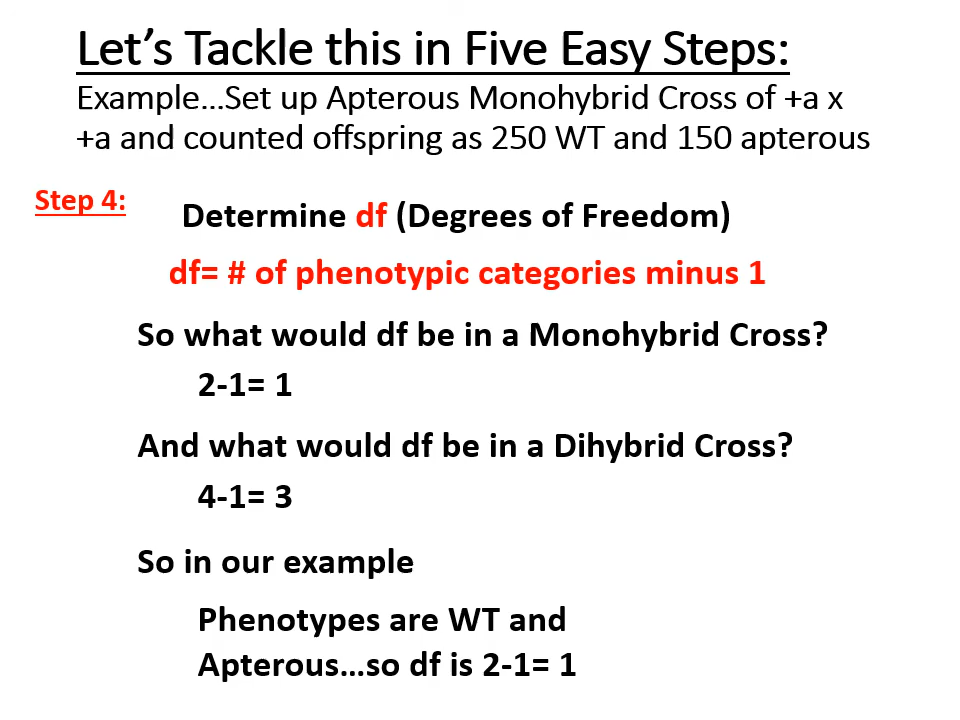 Let's Tackle this in Five Easy Steps:
Example…Set up Apterous Monohybrid Cross of +a x
+a and counted offspring as 250 WT and 150 apterous
Step 4:
Determine df (Degrees of Freedom)
df= # of phenotypic categories minus 1
So what would df be in a Monohybrid Cross?
2-1= 1
And what would df be in a Dihybrid Cross?
4-1= 3
So in our example
Phenotypes are WT and
Apterous…so df is 2-1= 1